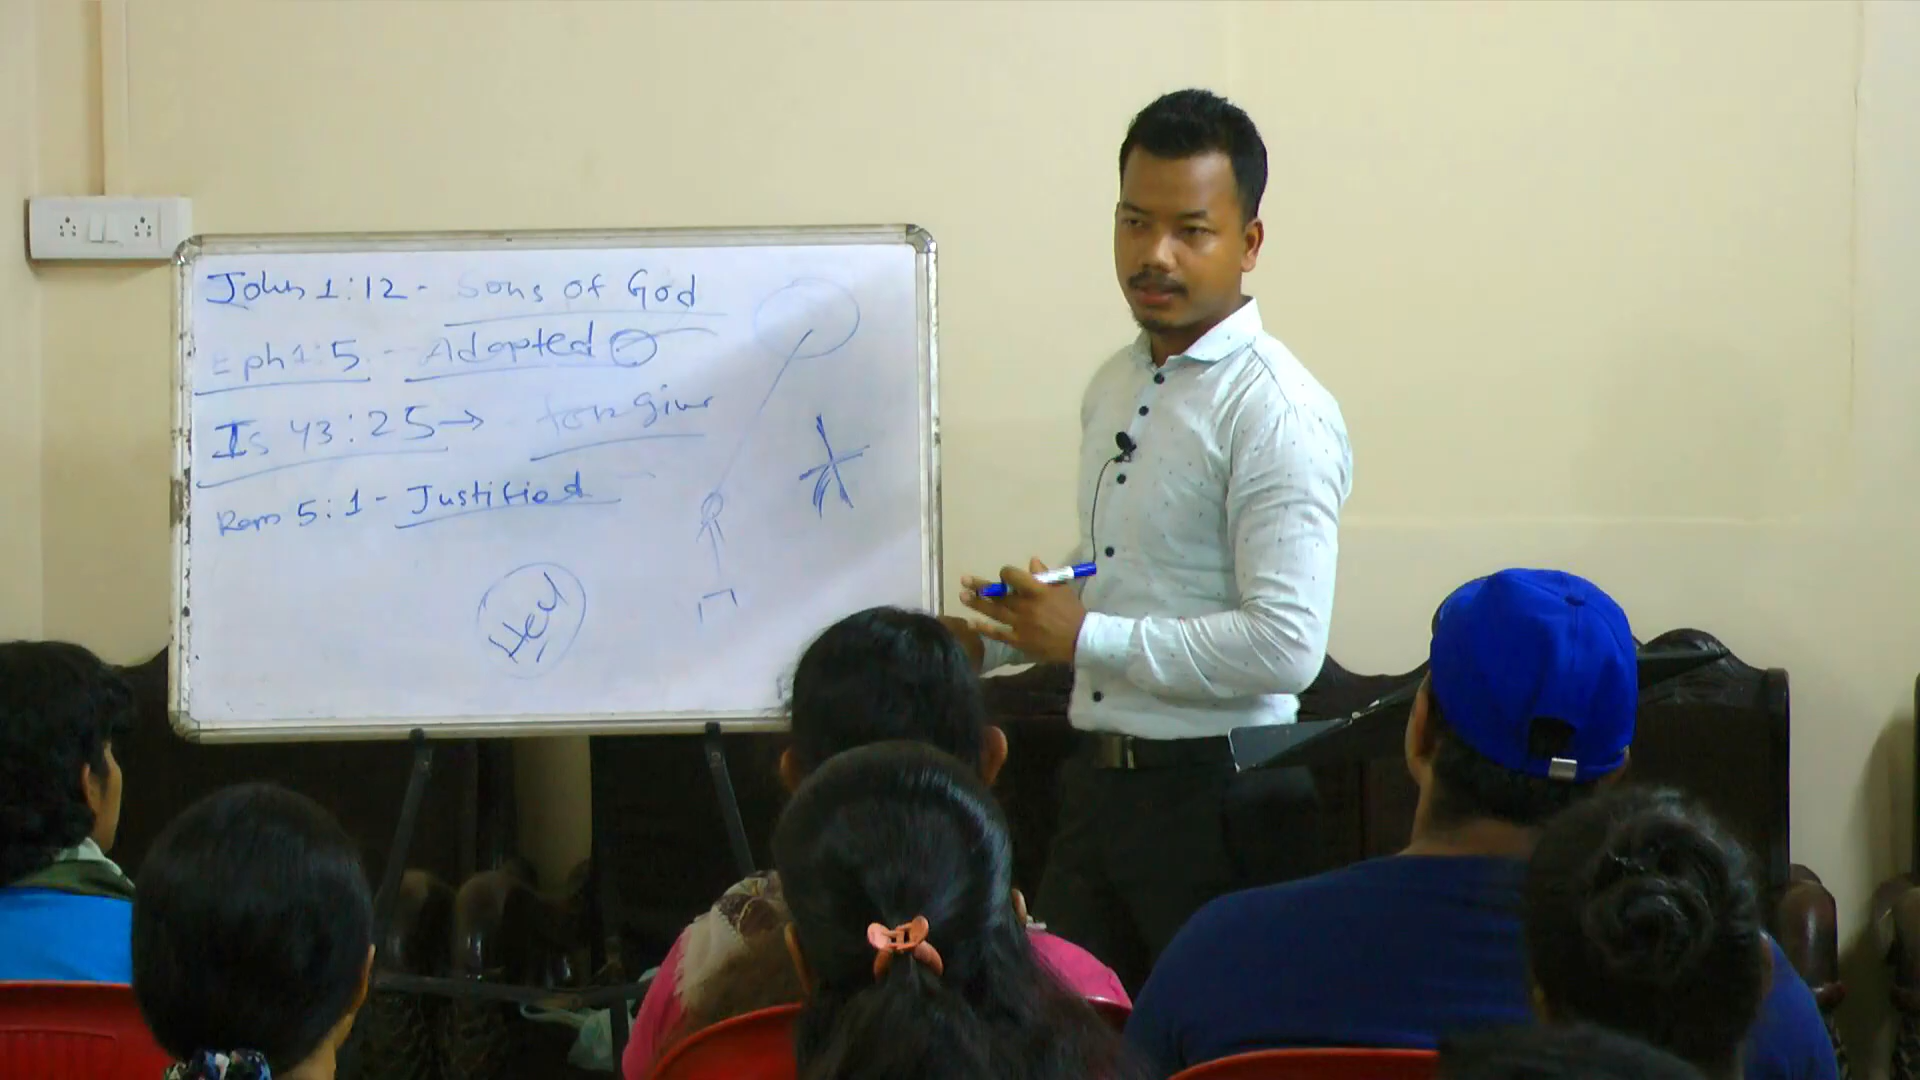 John 1:12 - Sons of God
Eph 1:5 - Adopted
Is 43:25 → forgive
Rom 5:1 - Justified